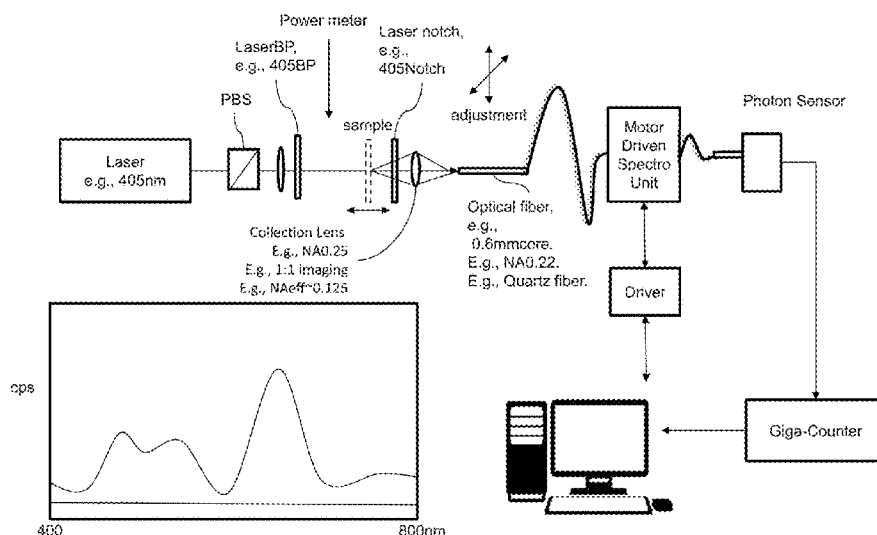 Power meter
LaserBP,
e.g., 405BP
Laser notch,
e.g.,
405Notch
PBS
sample
adjustment
Photon Sensor
Laser
e.g., 405nm
Motor
Driven
Spectro
Unit
Collection Lens
E.g., NA0.25
E.g., 1:1 imaging
E.g., NAeff~0.125
Optical fiber,
e.g.,
0.6mmcore.
E.g., NA0.22.
E.g., Quartz fiber.
Driver
cps
Giga-Counter
400
800nm